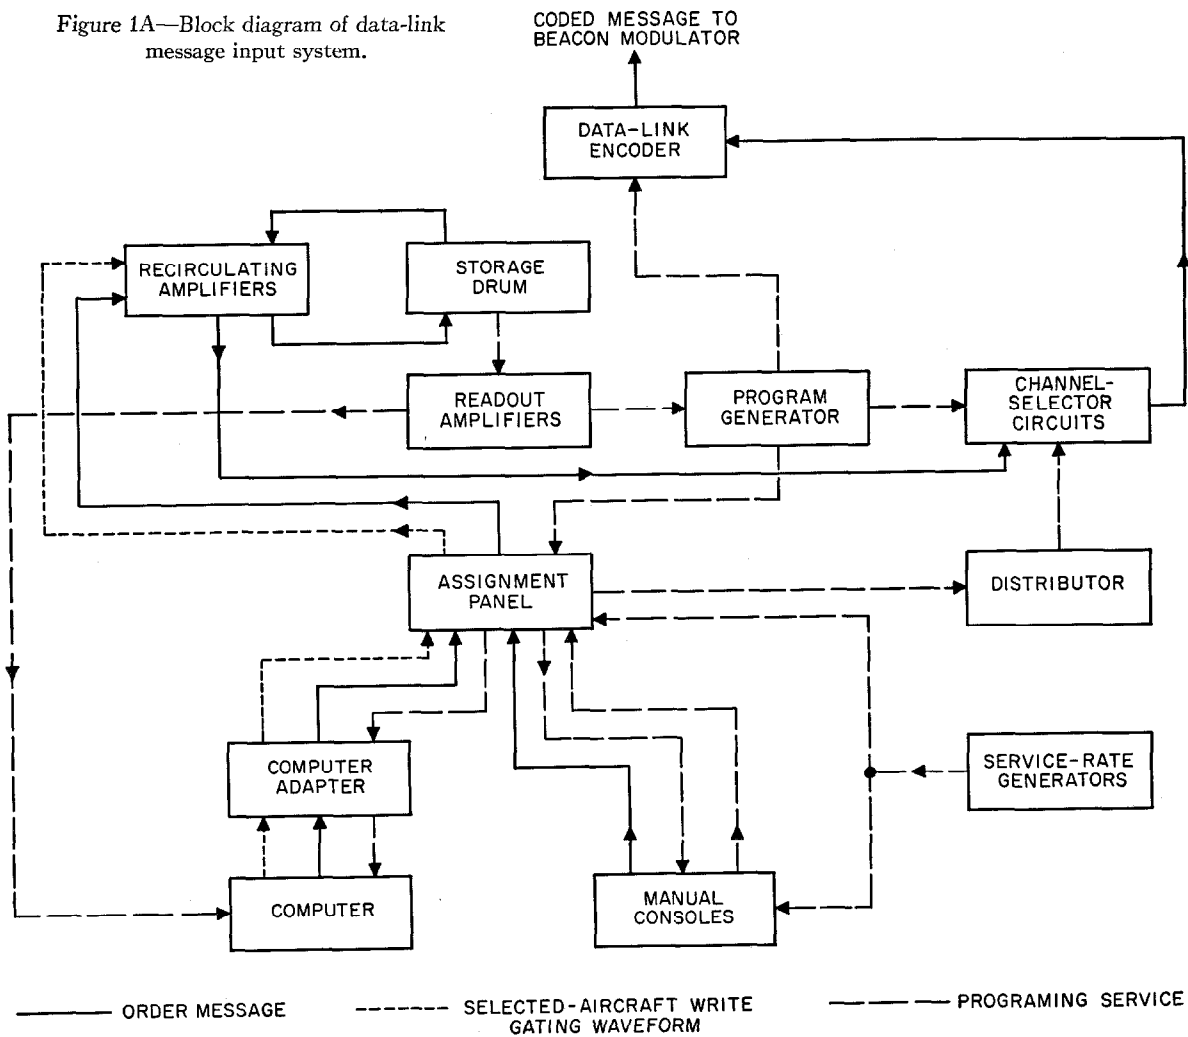 Figure 1A—Block diagram of data-link
message input system.
CODED MESSAGE TO
BEACON MODULATOR
DATA-LINK
ENCODER
RECIRCULATING
AMPLIFIERS
STORAGE
DRUM
READOUT
AMPLIFIERS
PROGRAM
GENERATOR
CHANNEL-
SELECTOR
CIRCUITS
ASSIGNMENT
PANEL
DISTRIBUTOR
COMPUTER
ADAPTER
SERVICE-RATE
GENERATORS
COMPUTER
MANUAL
CONSOLES
ORDER MESSAGE
SELECTED-AIRCRAFT WRITE
GATING WAVEFORM
PROGRAMING SERVICE